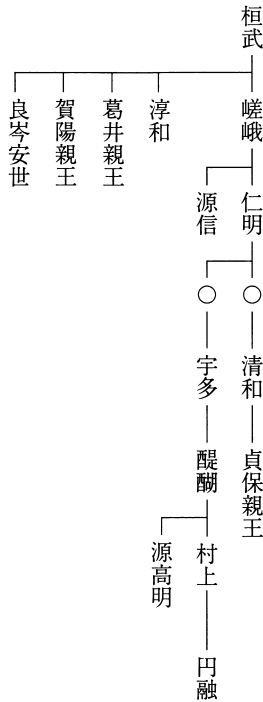 桓武
嵯峨
淳和
葛井親王
賀陽親王
良岑安世
仁明
源信
○
○
清和
宇多
貞保親王
醍醐
村上
源高明
円融